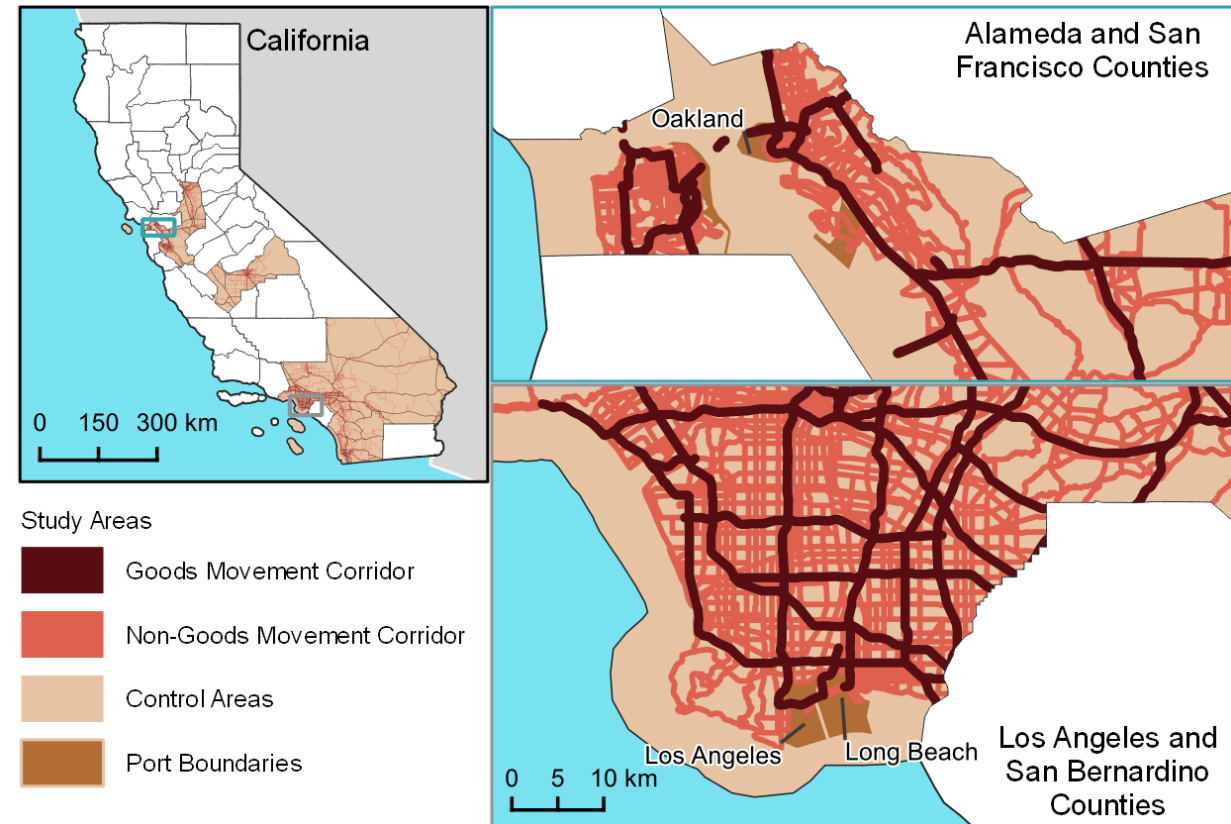 California
0 150 300 km
Study Areas
Goods Movement Corridor
Non-Goods Movement Corridor
Control Areas
Port Boundaries
Alameda and San
Francisco Counties
Oakland
Los Angeles
Long Beach
0 5 10 km
Los Angeles and
San Bernardino
Counties